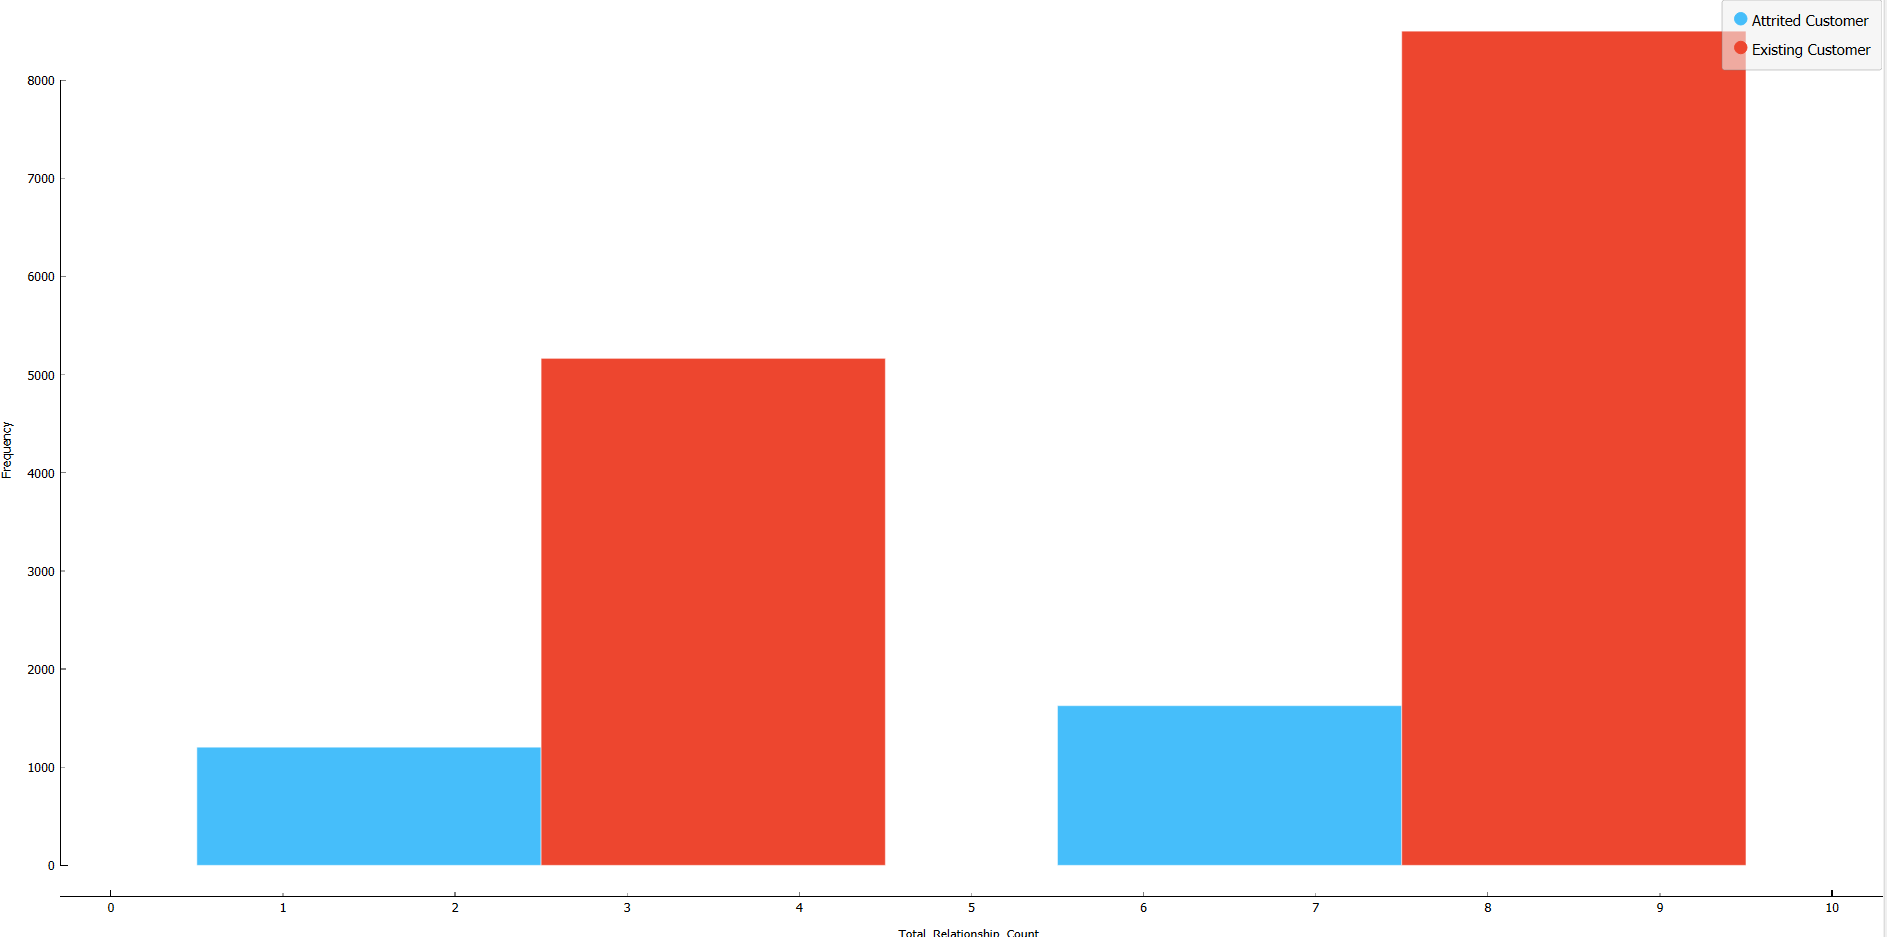 Attrited Customer
Existing Customer
8000
7000
6000
5000
4000
3000
2000
1000
0
Frequency
0 1 2 3 4 5 6 7 8 9 10
Total_Relationship_Count